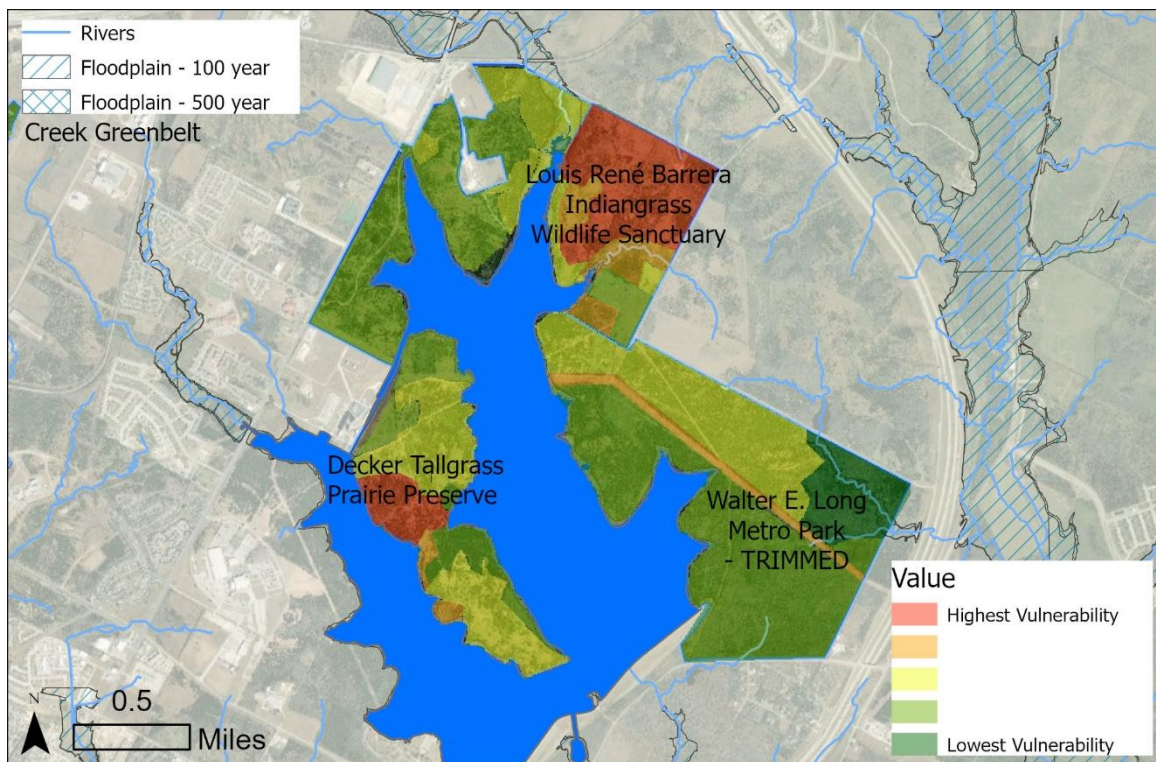 Rivers
Floodplain - 100 year
Floodplain - 500 year
Creek Greenbelt
Louis René Barrera
Indiangrass
Wildlife Sanctuary
Decker Tallgrass
Prairie Preserve
Walter E. Long
Metro Park
- TRIMMED
Value
Highest Vulnerability
Lowest Vulnerability
N
0.5
Miles